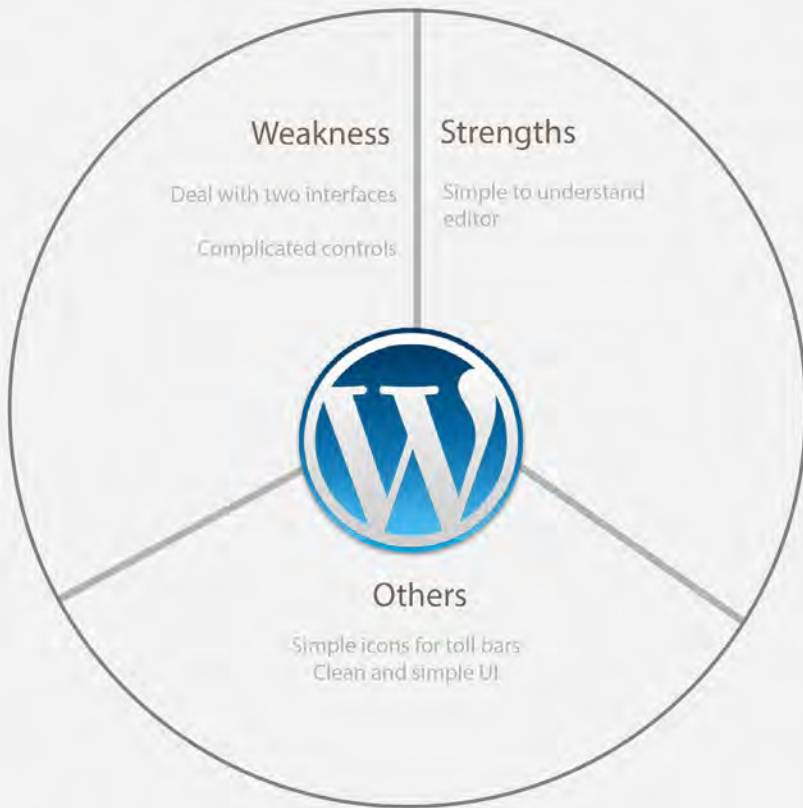 Weakness
Deal with two interfaces
Complicated controls
Strengths
Simple to understand
editor
W
Others
Simple icons for toll bars
Clean and simple UI